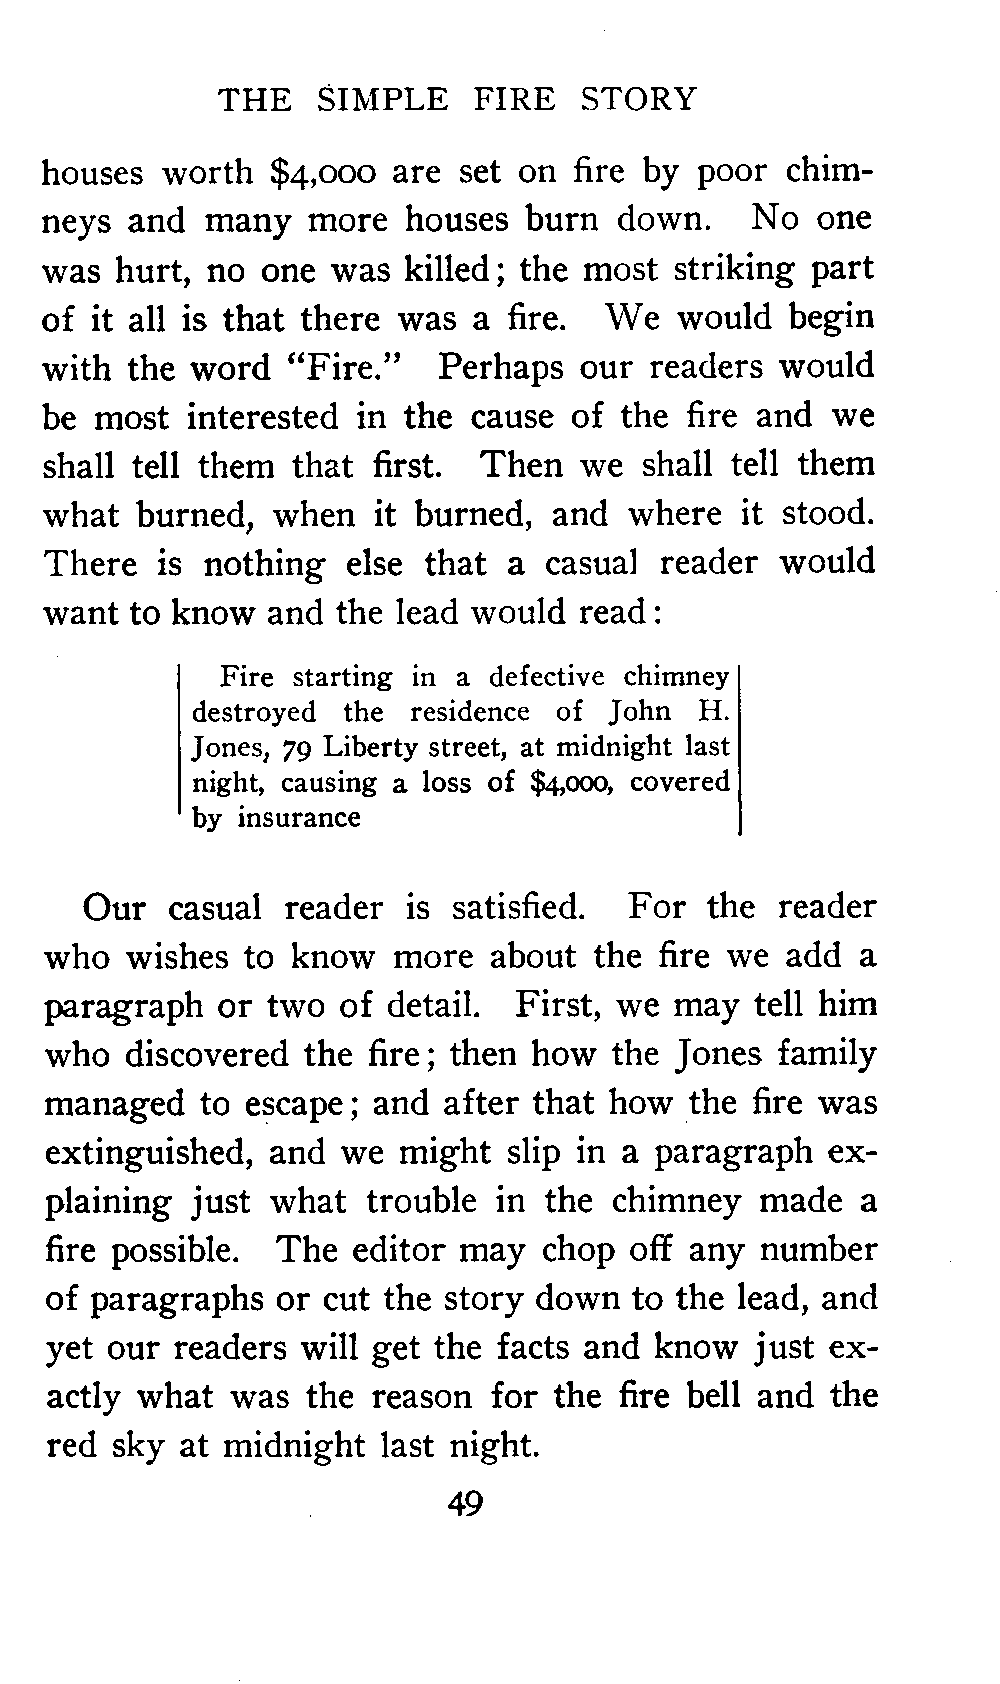 THE SIMPLE FIRE STORY
houses worth $4,000 are set on fire by poor chim-
neys and many more houses burn down. No one
was hurt, no one was killed; the most striking part
of it all is that there was a fire. We would begin
with the word “Fire.” Perhaps our readers would
be most interested in the cause of the fire and we
shall tell them that first. Then we shall tell them
what burned, when it burned, and where it stood.
There is nothing else that a casual reader would
want to know and the lead would read:
Fire starting in a defective chimney
destroyed the residence of John H.
Jones, 79 Liberty street, at midnight last
night, causing a loss of $4,000, covered
by insurance
Our casual reader is satisfied. For the reader
who wishes to know more about the fire we add a
paragraph or two of detail. First, we may tell him
who discovered the fire; then how the Jones family
managed to escape; and after that how the fire was
extinguished, and we might slip in a paragraph ex-
plaining just what trouble in the chimney made a
fire possible. The editor may chop off any number
of paragraphs or cut the story down to the lead, and
yet our readers will get the facts and know just ex-
actly what was the reason for the fire bell and the
red sky at midnight last night.
49